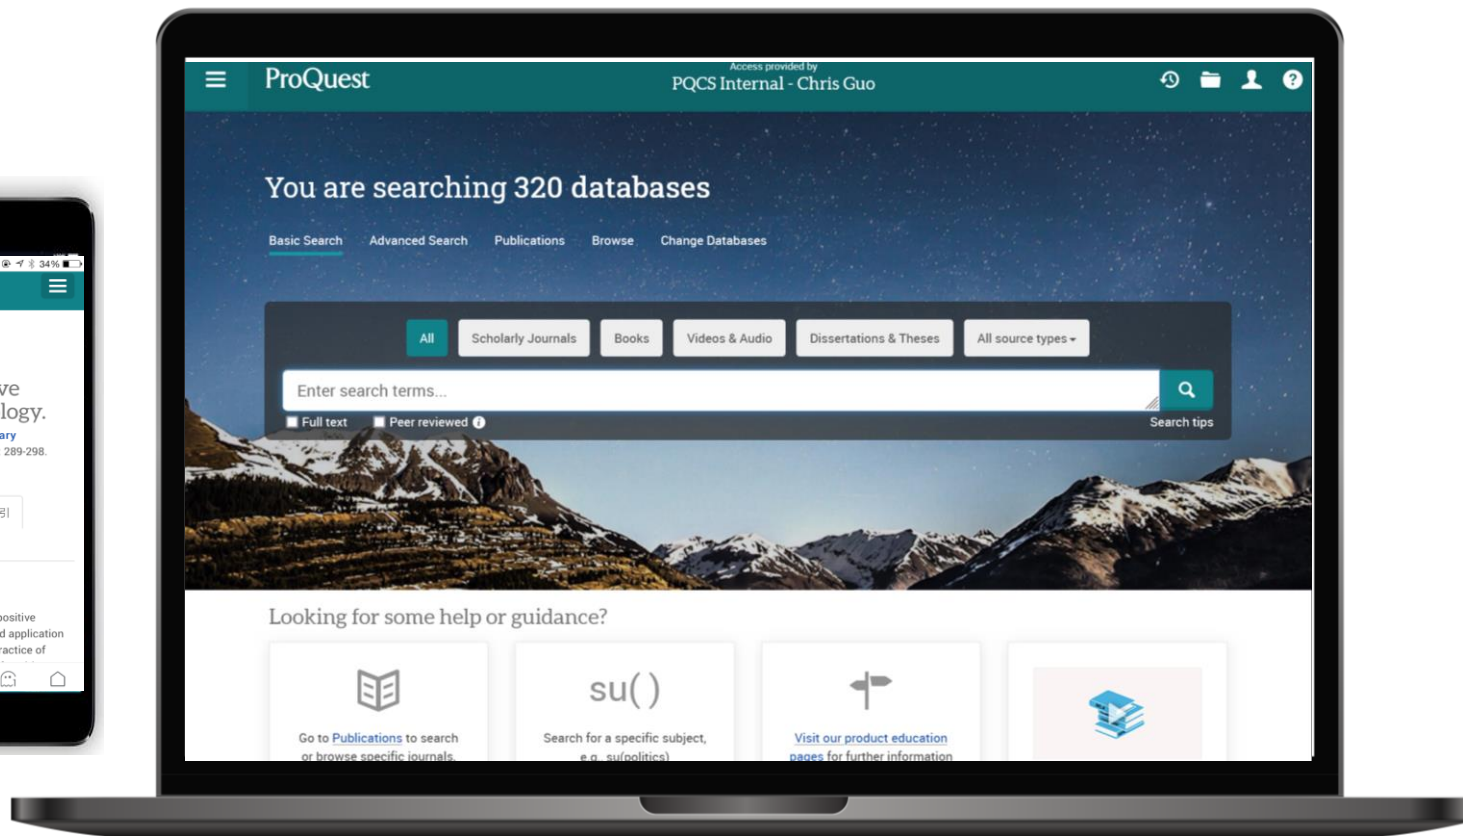 34%
ve
logy.
ary
289-298.
引
positive
d application
ractice of
ProQuest
Access provided by
PQCS Internal - Chris Guo
You are searching 320 databases
Basic Search Advanced Search Publications Browse Change Databases
All Scholarly Journals Books Videos & Audio Dissertations & Theses All source types
Enter search terms...
Full text Peer reviewed
Search tips
Looking for some help or guidance?
Go to Publications to search
or browse specific journals.
su()
Search for a specific subject,
e.g., su(politics)
Visit our product education
pages for further information